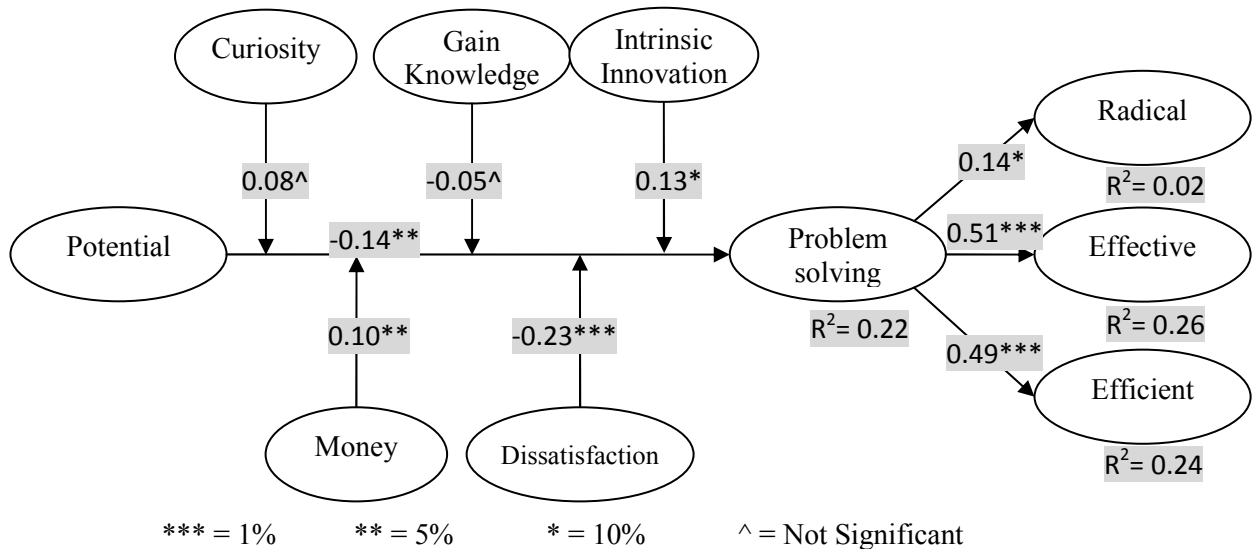 Curiosity
Gain
Knowledge
Intrinsic
Innovation
Radical
0.08^
-0.05^
0.13*
0.14*
R²= 0.02
Potential
-0.14**
Problem
solving
0.51***
Effective
R²= 0.22
R²= 0.26
0.10**
-0.23***
0.49***
Efficient
Money
Dissatisfaction
R²= 0.24
*** = 1% ** = 5% * = 10% ^ = Not Significant